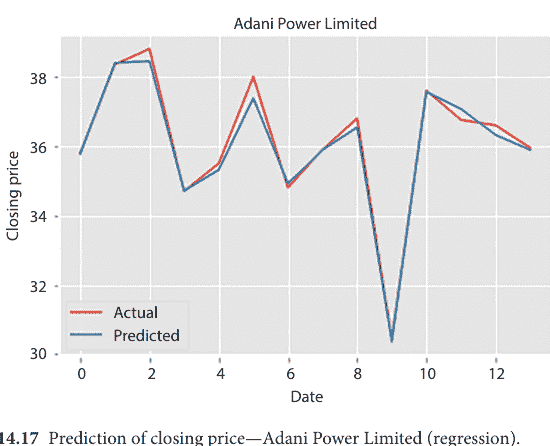 Adani Power Limited
38
36
34
32
30
Closing price
Actual
Predicted
0 2 4 6 8 10 12
Date
14.17 Prediction of closing price—Adani Power Limited (regression).